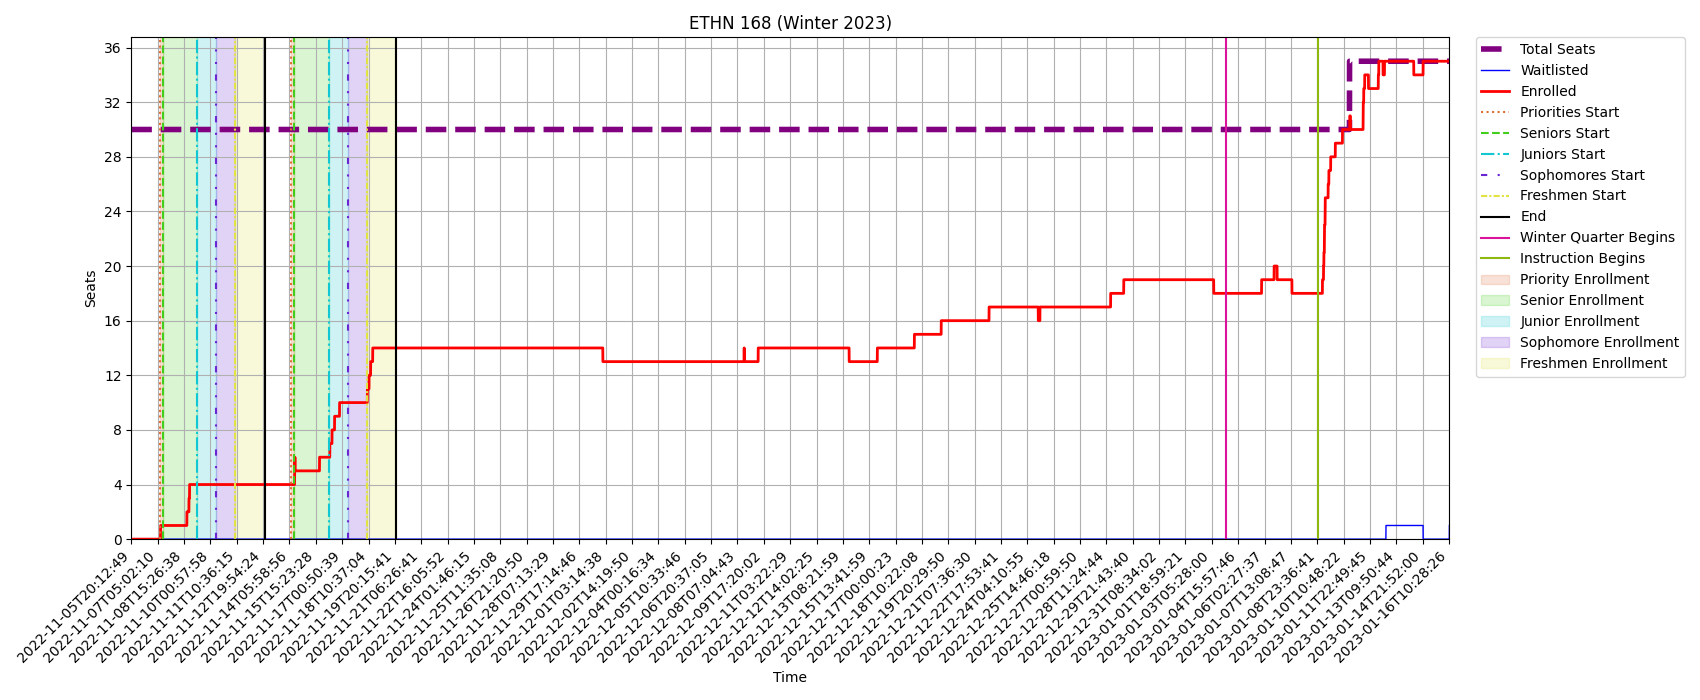 ETHN 168 (Winter 2023)
Seats
36
32
28
24
20
16
12
8
4
0
2022-11-05T20:12:49
2022-11-07T05:02:10
2022-11-08T15:26:38
2022-11-10T00:57:58
2022-11-11T10:36:15
2022-11-12T19:54:24
2022-11-14T05:58:56
2022-11-15T15:23:28
2022-11-17T00:50:39
2022-11-18T10:37:04
2022-11-19T20:15:41
2022-11-21T06:26:41
2022-11-22T16:05:52
2022-11-24T01:46:15
2022-11-25T11:35:08
2022-11-26T21:20:50
2022-11-28T07:13:29
2022-11-29T17:14:46
2022-12-01T03:14:38
2022-12-02T14:19:50
2022-12-04T00:16:34
2022-12-05T10:33:46
2022-12-06T20:37:05
2022-12-08T07:04:43
2022-12-09T17:20:02
2022-12-11T03:22:29
2022-12-12T14:02:25
2022-12-13T08:21:59
2022-12-15T13:41:59
2022-12-17T00:00:23
2022-12-18T10:22:08
2022-12-19T20:29:50
2022-12-21T07:36:30
2022-12-22T17:53:41
2022-12-24T04:10:55
2022-12-25T14:46:18
2022-12-27T00:59:50
2022-12-28T11:24:44
2022-12-29T21:43:40
2022-12-31T08:34:02
2023-01-01T18:59:21
2023-01-03T05:28:00
2023-01-04T15:57:46
2023-01-06T02:27:37
2023-01-07T13:08:47
2023-01-08T23:36:41
2023-01-10T10:48:22
2023-01-11T22:49:45
2023-01-13T09:50:44
2023-01-14T21:52:00
2023-01-16T10:28:26
Time
Total Seats
Waitlisted
Enrolled
Priorities Start
Seniors Start
Juniors Start
Sophomores Start
Freshmen Start
End
Winter Quarter Begins
Instruction Begins
Priority Enrollment
Senior Enrollment
Junior Enrollment
Sophomore Enrollment
Freshmen Enrollment